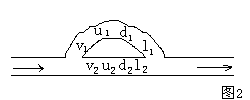 v₁ u₁ d₁ l₁
v₂ u₂ d₂ l₂
图2